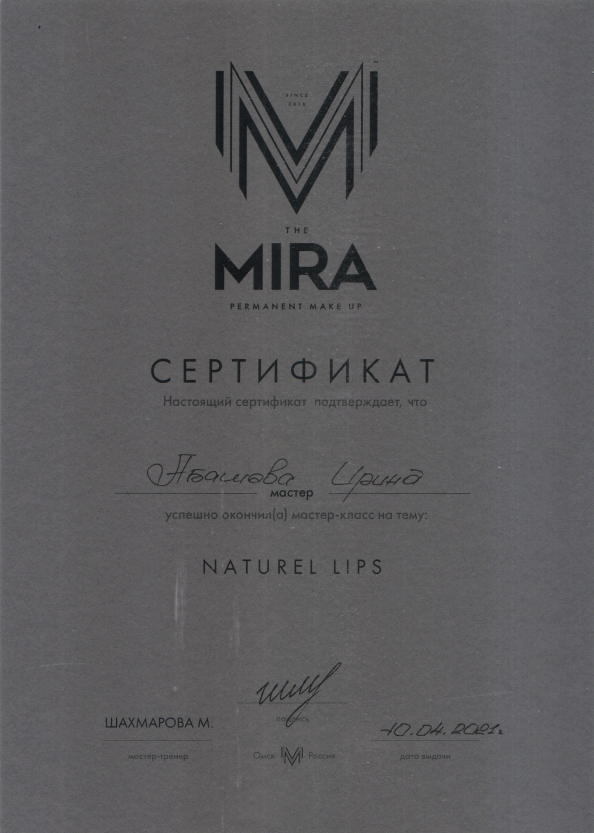 SINCE
THE
MIRA
PERMANENT MAKE UP
СЕРТИФИКАТ
Настоящий сертификат подтверждает, что
Абамова Ирина
мастер
успешно окончил(а) мастер-класс на тему:
NATUREL LIPS
ШАХМАРОВА М.
подпись
10.04.2021г.
мастер-тренер
Омск Россия
дата выдачи